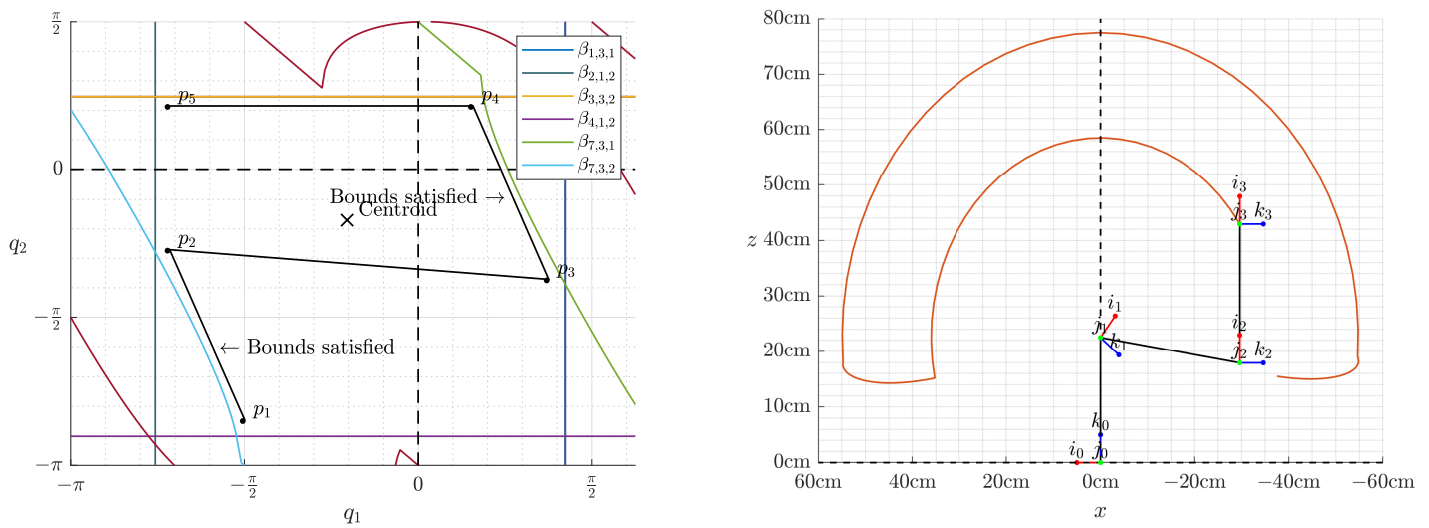 π/2
0
−π/2
−π
q₂
−π
−π/2
0
π/2
q₁
β₁,₃,₁
β₂,₁,₂
β₃,₃,₂
β₄,₁,₂
β₇,₃,₁
β₇,₃,₂
p₅
p₄
Bounds satisfied →
Centroid
p₂
p₃
← Bounds satisfied
p₁
80cm
70cm
60cm
50cm
40cm
30cm
20cm
10cm
0cm
z
60cm
40cm
20cm
0cm
−20cm
−40cm
−60cm
x
i₃
j₃
k₃
i₁
j₁
k₁
i₂
j₂
k₂
k₀
i₀
j₀